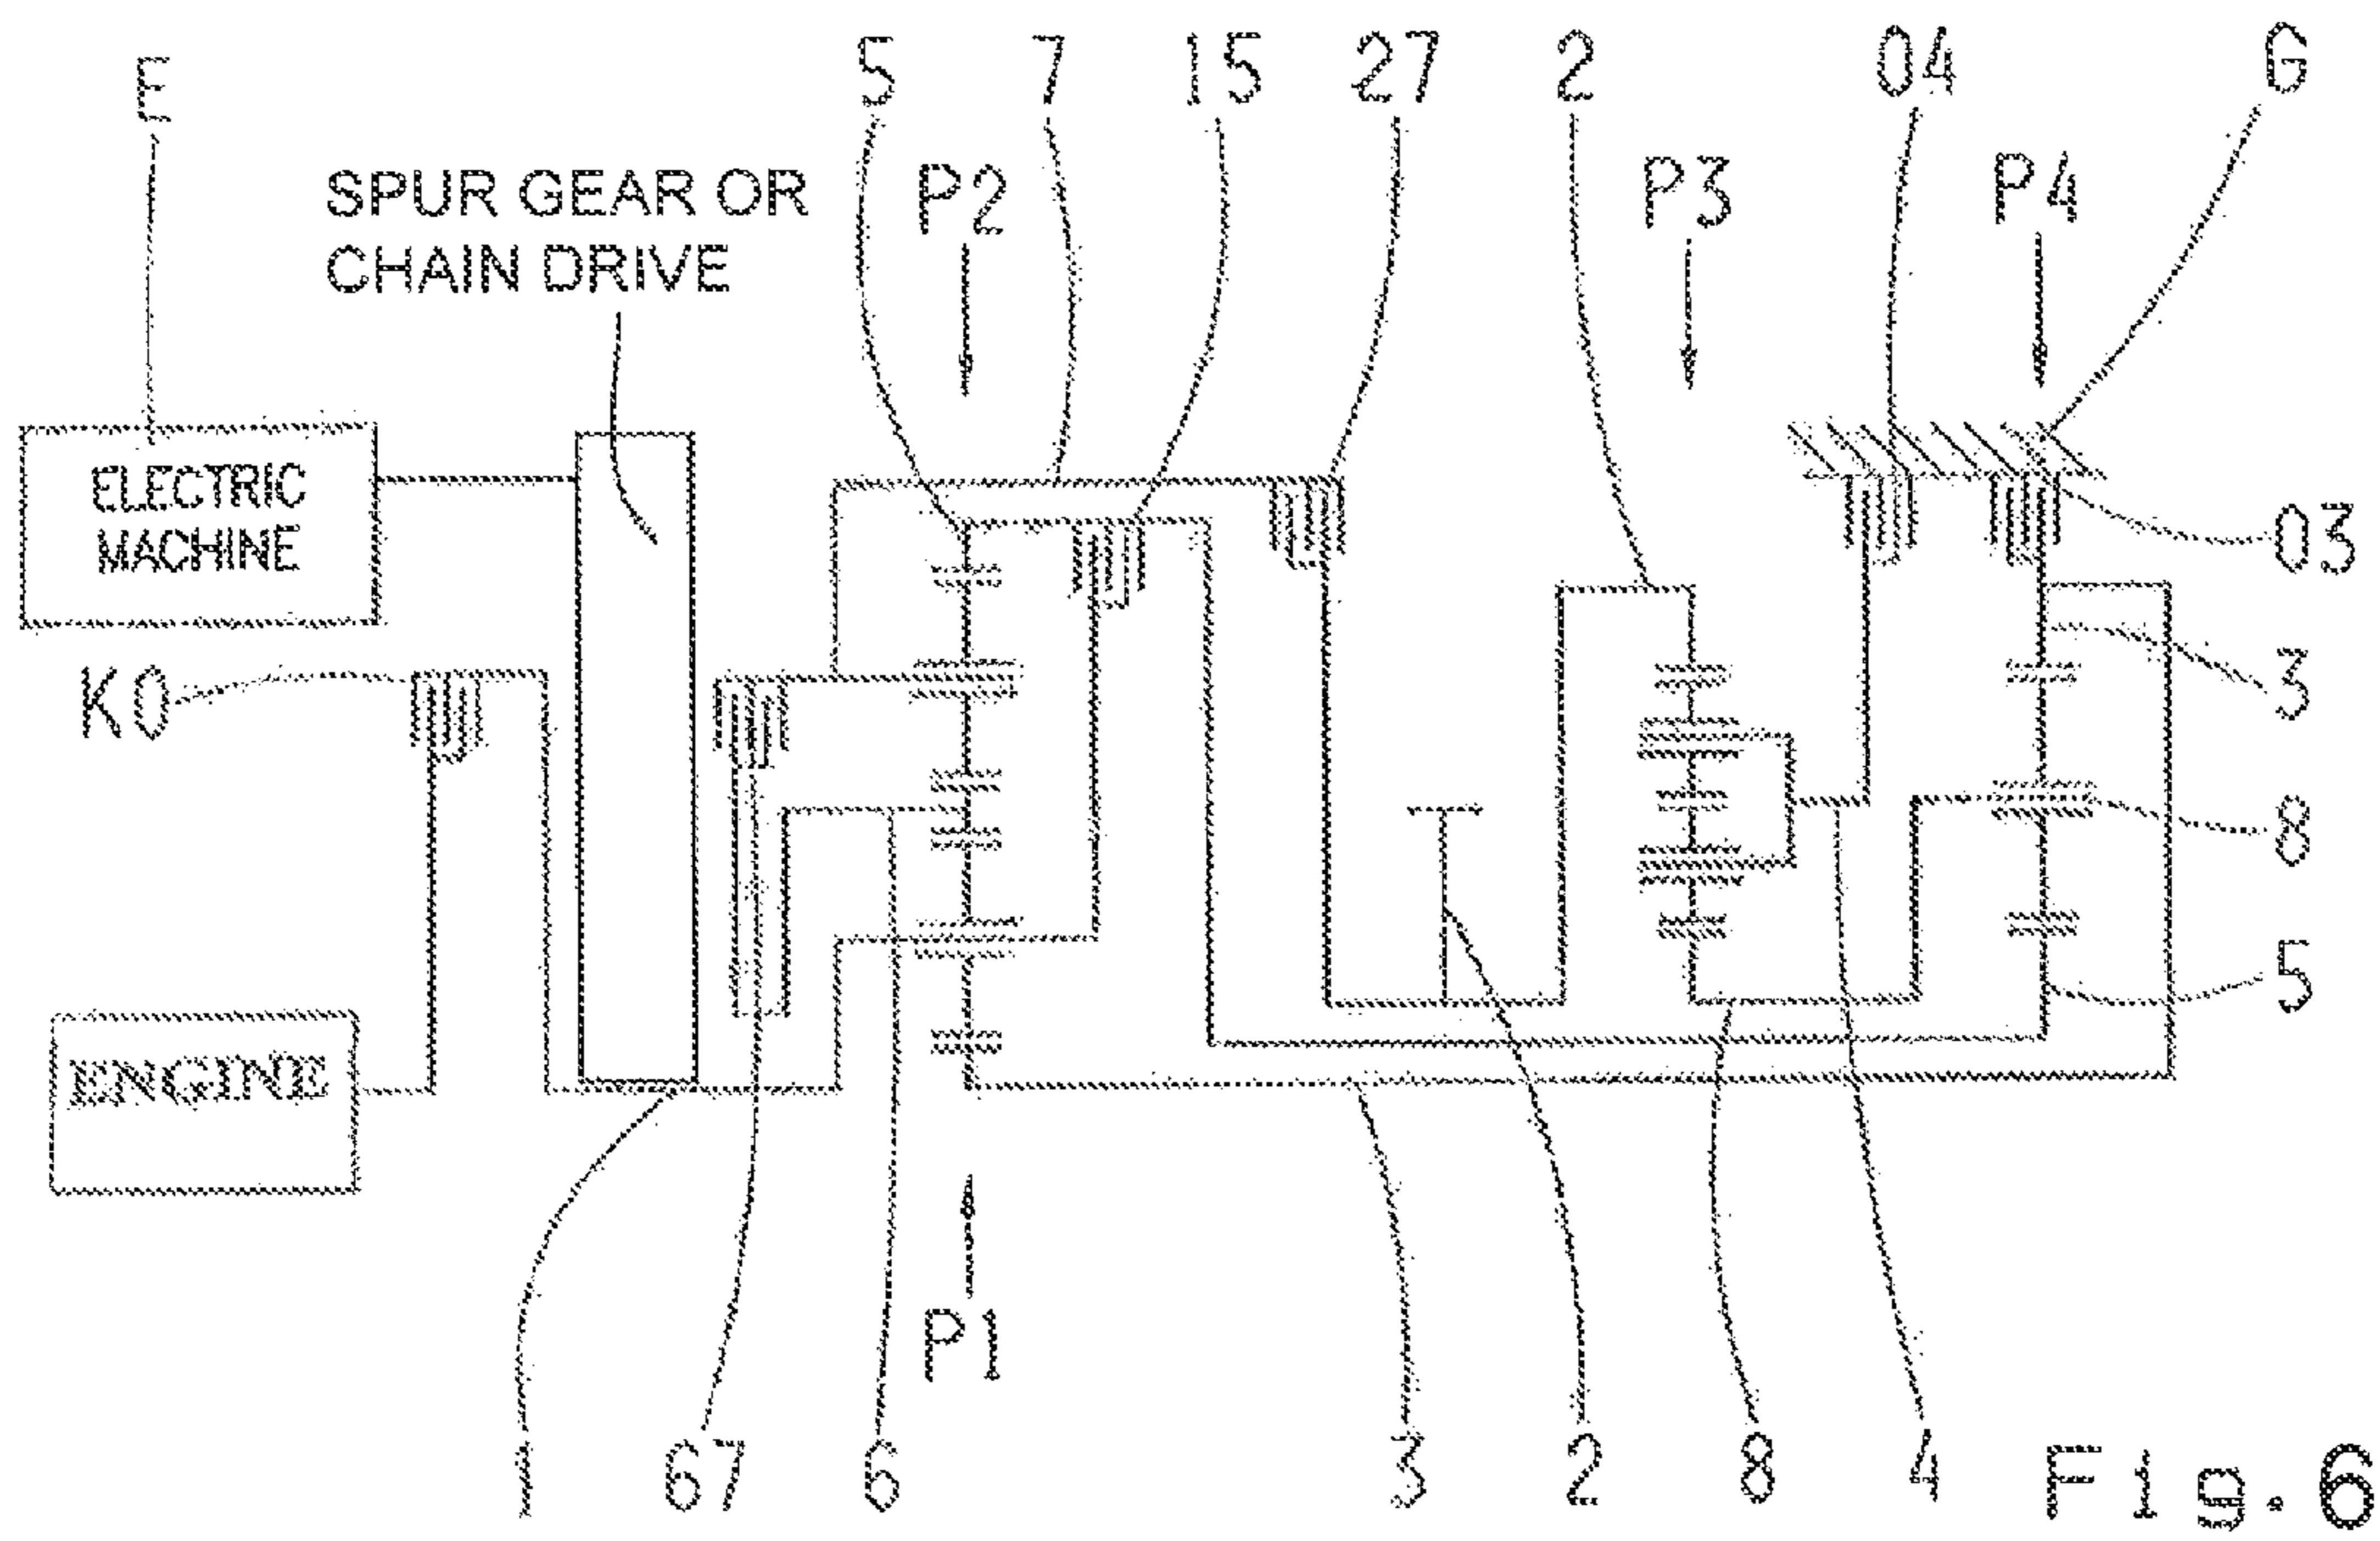 E
5 7 15 27 2 04 G
SPUR GEAR OR
CHAIN DRIVE
P2 P3 P4
ELECTRIC
MACHINE
03
K0
3
8
5
ENGINE
P1
1 67 6 3 2 8 4
Fig.6